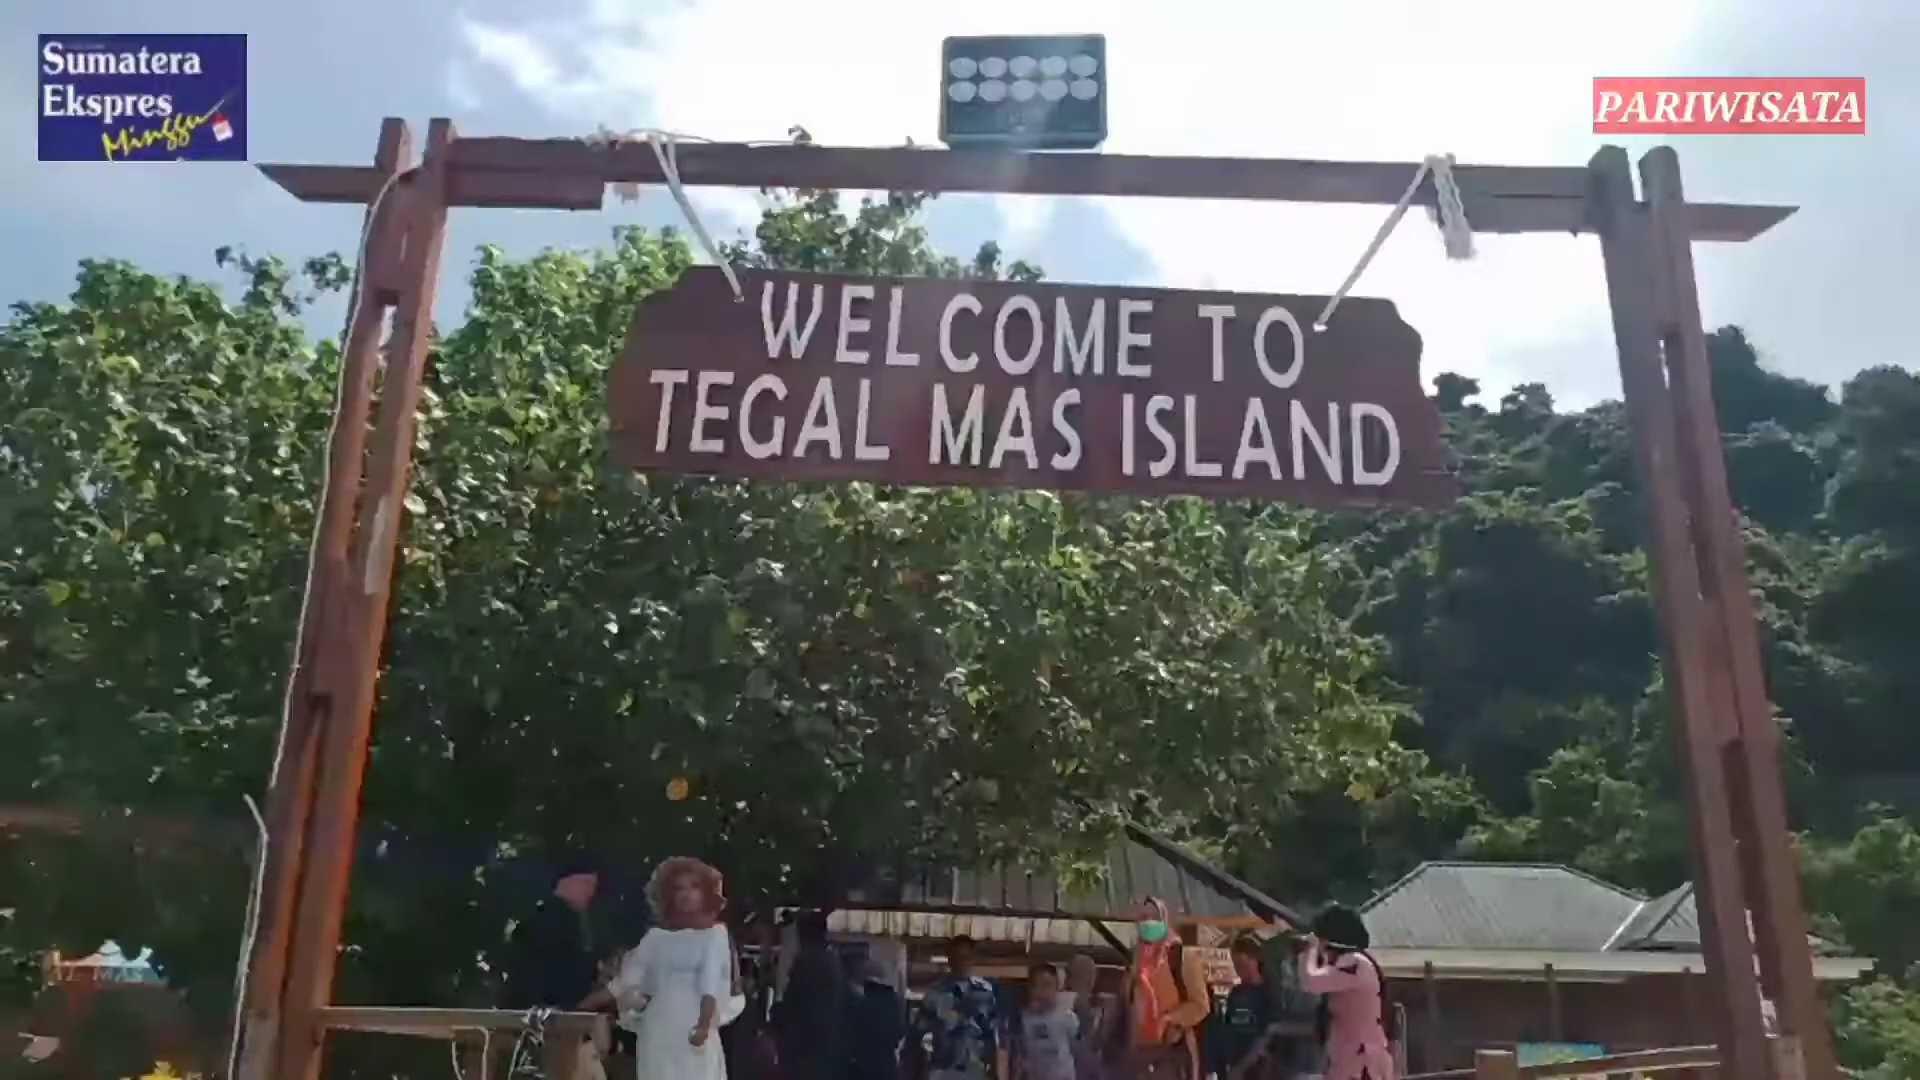 Sumatera
Ekspres
Minggu
PARIWISATA
WELCOME TO
TEGAL MAS ISLAND